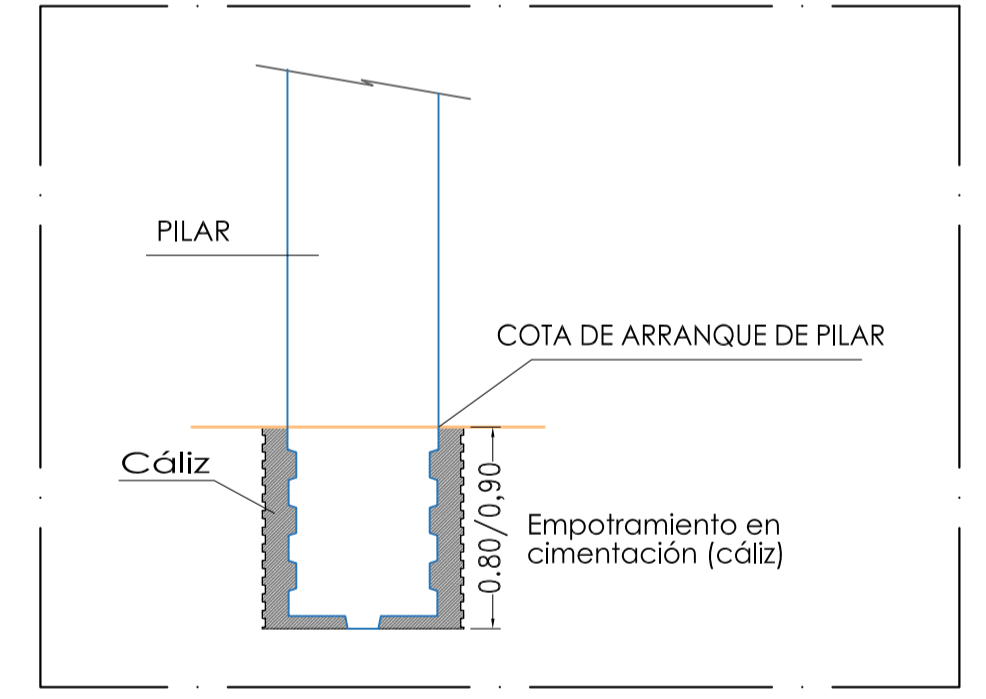 PILAR
COTA DE ARRANQUE DE PILAR
Cáliz
0.80/0,90
Empotramiento en
cimentación (cáliz)